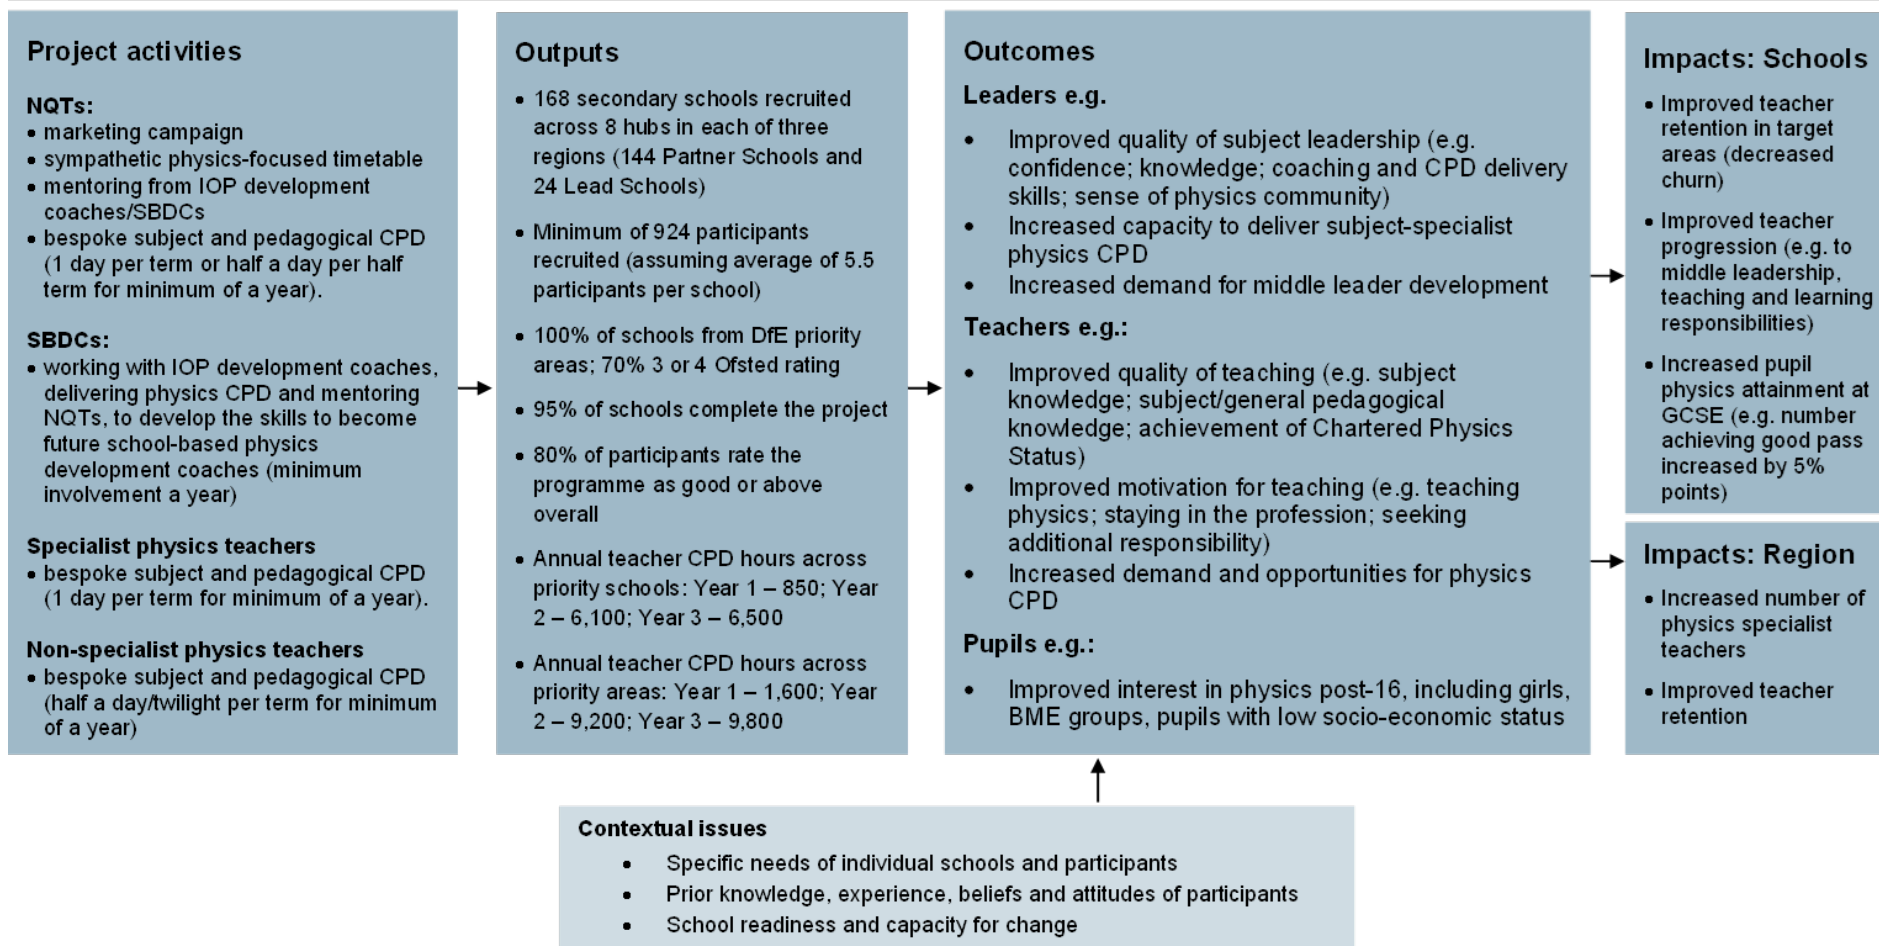 Project activities
NQTs:
• marketing campaign
• sympathetic physics-focused timetable
• mentoring from IOP development
coaches/SBDCs
• bespoke subject and pedagogical CPD
(1 day per term or half a day per half
term for minimum of a year).
SBDCs:
• working with IOP development coaches,
delivering physics CPD and mentoring
NQTs, to develop the skills to become
future school-based physics
development coaches (minimum
involvement a year)
Specialist physics teachers
• bespoke subject and pedagogical CPD
(1 day per term for minimum of a year).
Non-specialist physics teachers
• bespoke subject and pedagogical CPD
(half a day/twilight per term for minimum
of a year)
Outputs
• 168 secondary schools recruited
across 8 hubs in each of three
regions (144 Partner Schools and
24 Lead Schools)
• Minimum of 924 participants
recruited (assuming average of 5.5
participants per school)
• 100% of schools from DfE priority
areas; 70% 3 or 4 Ofsted rating
• 95% of schools complete the project
• 80% of participants rate the
programme as good or above
overall
• Annual teacher CPD hours across
priority schools: Year 1 – 850; Year
2 – 6,100; Year 3 – 6,500
• Annual teacher CPD hours across
priority areas: Year 1 – 1,600; Year
2 – 9,200; Year 3 – 9,800
Outcomes
Leaders e.g.
• Improved quality of subject leadership (e.g.
confidence; knowledge; coaching and CPD delivery
skills; sense of physics community)
• Increased capacity to deliver subject-specialist
physics CPD
• Increased demand for middle leader development
Teachers e.g.:
• Improved quality of teaching (e.g. subject
knowledge; subject/general pedagogical
knowledge; achievement of Chartered Physics
Status)
• Improved motivation for teaching (e.g. teaching
physics; staying in the profession; seeking
additional responsibility)
• Increased demand and opportunities for physics
CPD
Pupils e.g.:
• Improved interest in physics post-16, including girls,
BME groups, pupils with low socio-economic status
Impacts: Schools
• Improved teacher
retention in target
areas (decreased
churn)
• Improved teacher
progression (e.g. to
middle leadership,
teaching and learning
responsibilities)
• Increased pupil
physics attainment at
GCSE (e.g. number
achieving good pass
increased by 5%
points)
Impacts: Region
• Increased number of
physics specialist
teachers
• Improved teacher
retention
Contextual issues
• Specific needs of individual schools and participants
• Prior knowledge, experience, beliefs and attitudes of participants
• School readiness and capacity for change